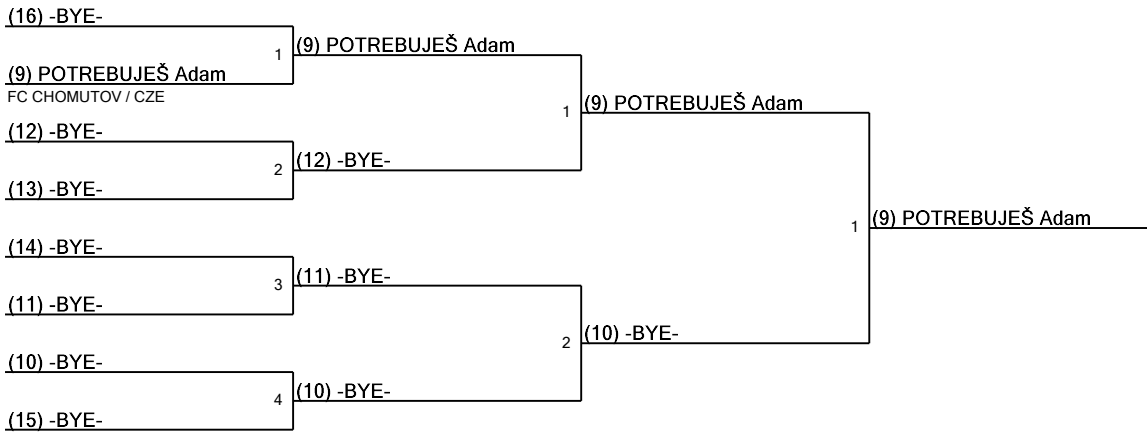 (16) -BYE-
1
(9) POTREBUJEŠ Adam
(9) POTREBUJEŠ Adam
FC CHOMUTOV / CZE
1
(9) POTREBUJEŠ Adam
(12) -BYE-
2
(12) -BYE-
(13) -BYE-
1
(9) POTREBUJEŠ Adam
(14) -BYE-
3
(11) -BYE-
(11) -BYE-
2
(10) -BYE-
(10) -BYE-
4
(10) -BYE-
(15) -BYE-